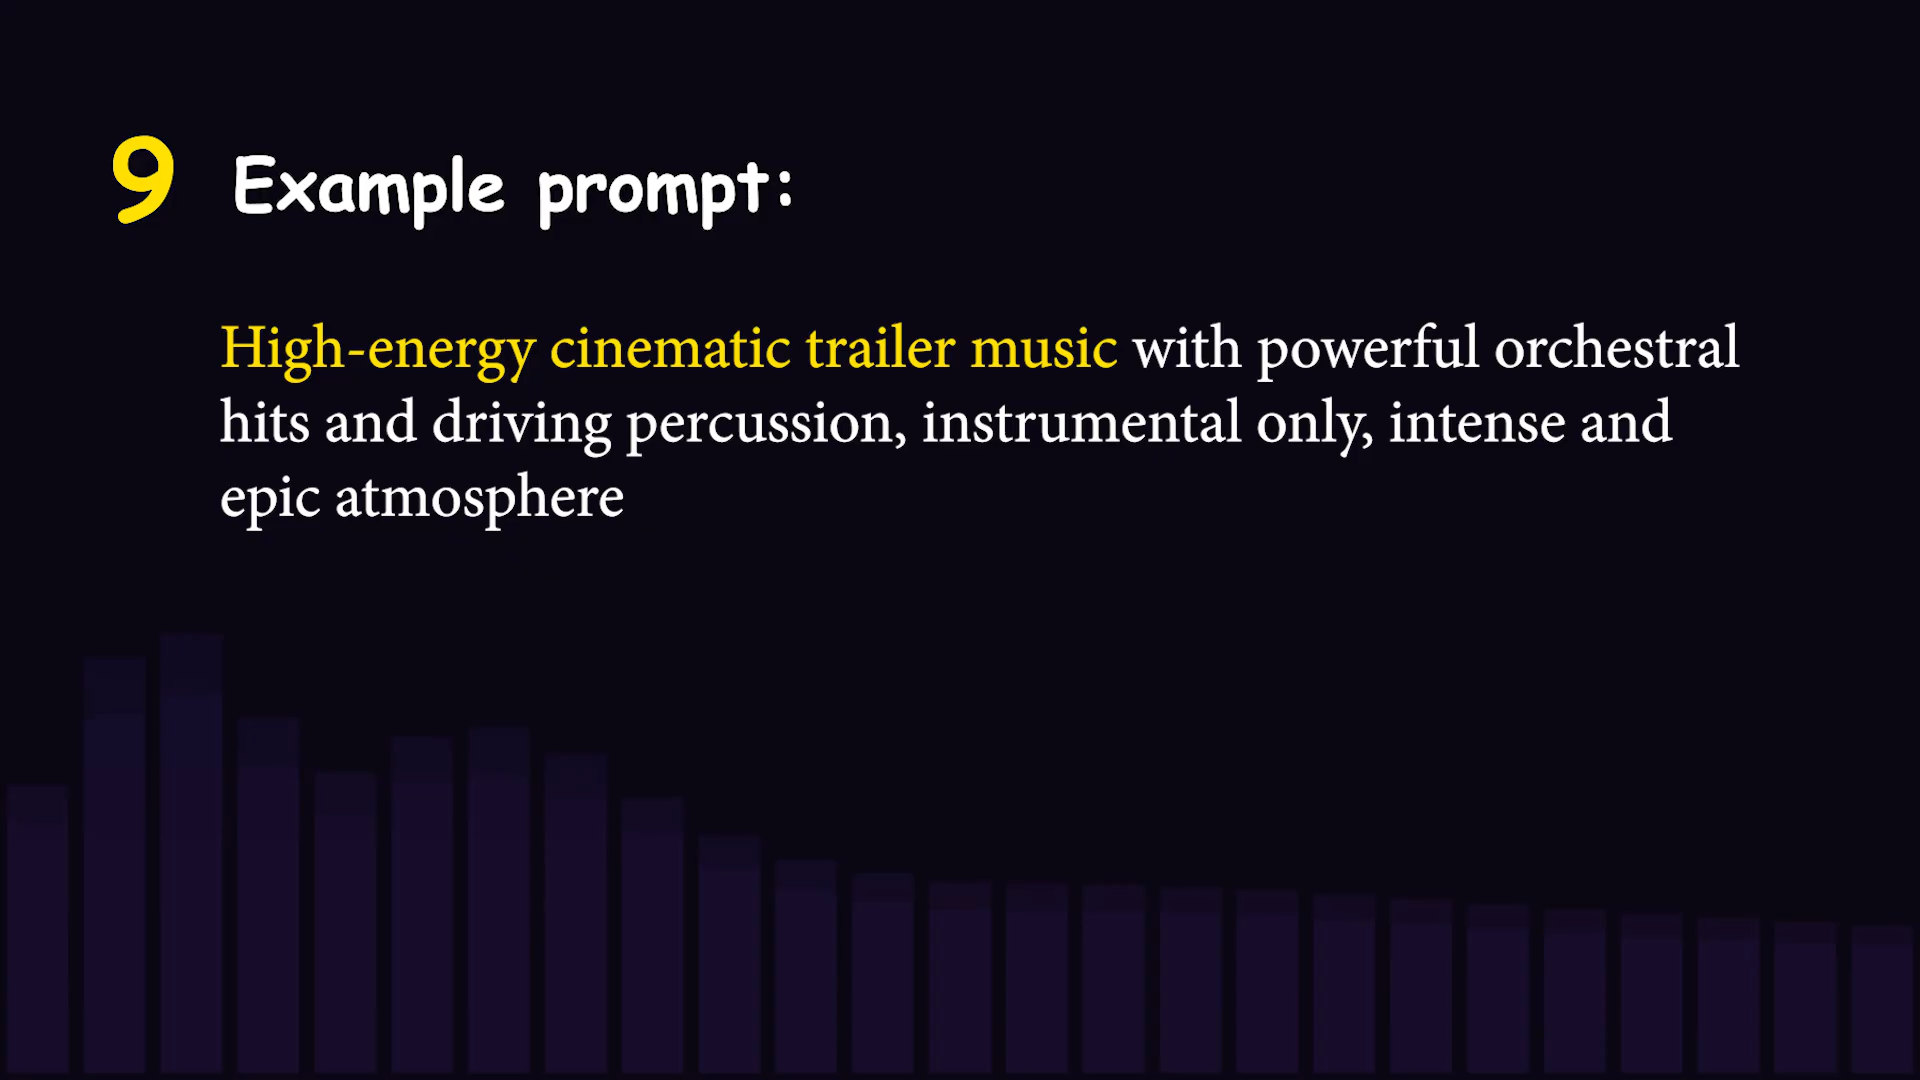 9 Example prompt:
High-energy cinematic trailer music with powerful orchestral
hits and driving percussion, instrumental only, intense and
epic atmosphere